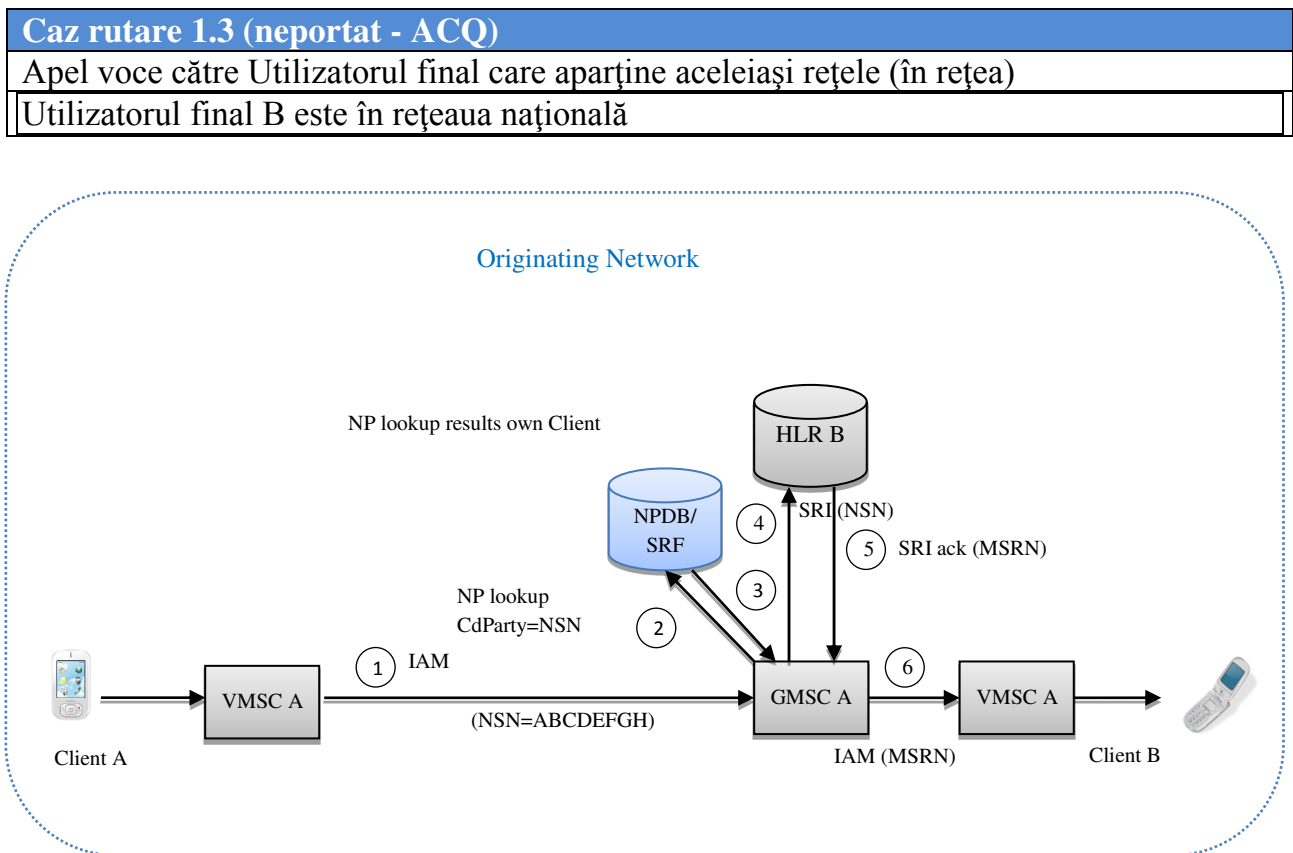 Caz rutare 1.3 (neportat - ACQ)
Apel voce către Utilizatorul final care aparţine aceleiaşi reţele (în reţea)
Utilizatorul final B este în reţeaua naţională
Originating Network
NP lookup results own Client
HLR B
NPDB/
SRF
4
SRI (NSN)
5
SRI ack (MSRN)
3
NP lookup
CdParty=NSN
2
1
IAM
6
VMSC A
GMSC A
VMSC A
(NSN=ABCDEFGH)
Client A
IAM (MSRN)
Client B